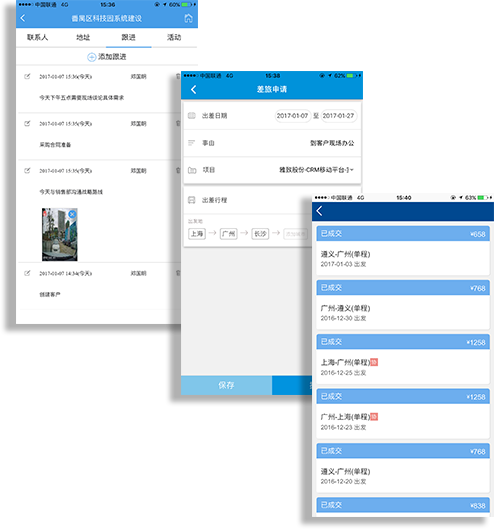 中国联通 4G 15:36 60%
番禺区科技园系统建设
联系人 地址 跟进 活动
添加跟进
2017-01-07 15:36(今天) 邓国明
今天下午五点需要现场谈论具体需求
2017-01-07 15:35(今天) 邓国明
采购合同准备
2017-01-07 15:35(今天) 邓国明
今天与销售部沟通战略路线
2017-01-07 14:34(今天) 邓国明
创建客户
中国联通 4G 15:38 62%
差旅申请
出差日期 2017-01-07 至 2017-01-27
事由 到客户现场办公
项目 雅致股份-CRM移动平台-]
出差行程
出发地
上海 广州 长沙
保存
中国联通 4G 15:40 63%
已成交 ¥658
遵义-广州(单程)
2017-01-03 出发
已成交 ¥768
广州-遵义(单程)
2016-12-30 出发
已成交 ¥1258
上海-广州(单程)
2016-12-25 出发
已成交 ¥1258
广州-上海(单程)
2016-12-23 出发
已成交 ¥768
遵义-广州(单程)
2016-12-20 出发
已成交 ¥838